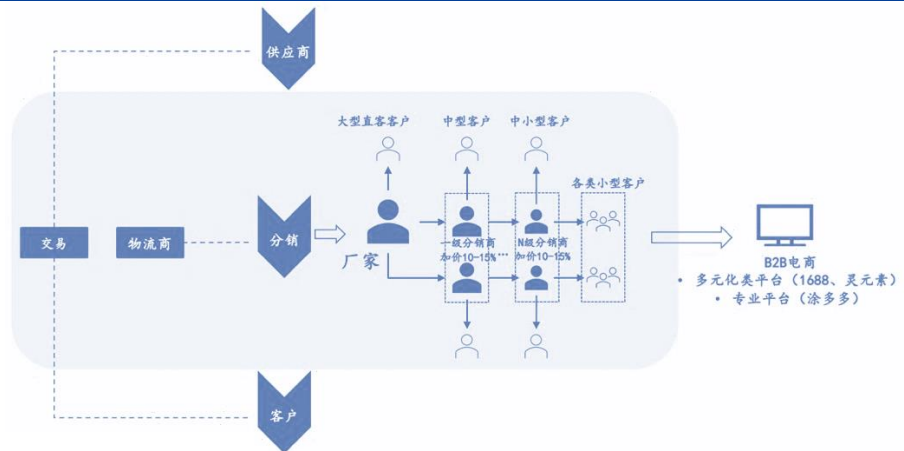 供应商
大型直客客户
中型客户
中小型客户
各类小型客户
交易
物流商
分销
厂家
一级分销商
加价10-15%
...
N级分销商
加价10-15%
B2B电商
• 多元化类平台（1688、灵元素）
• 专业平台（涂多多）
客户